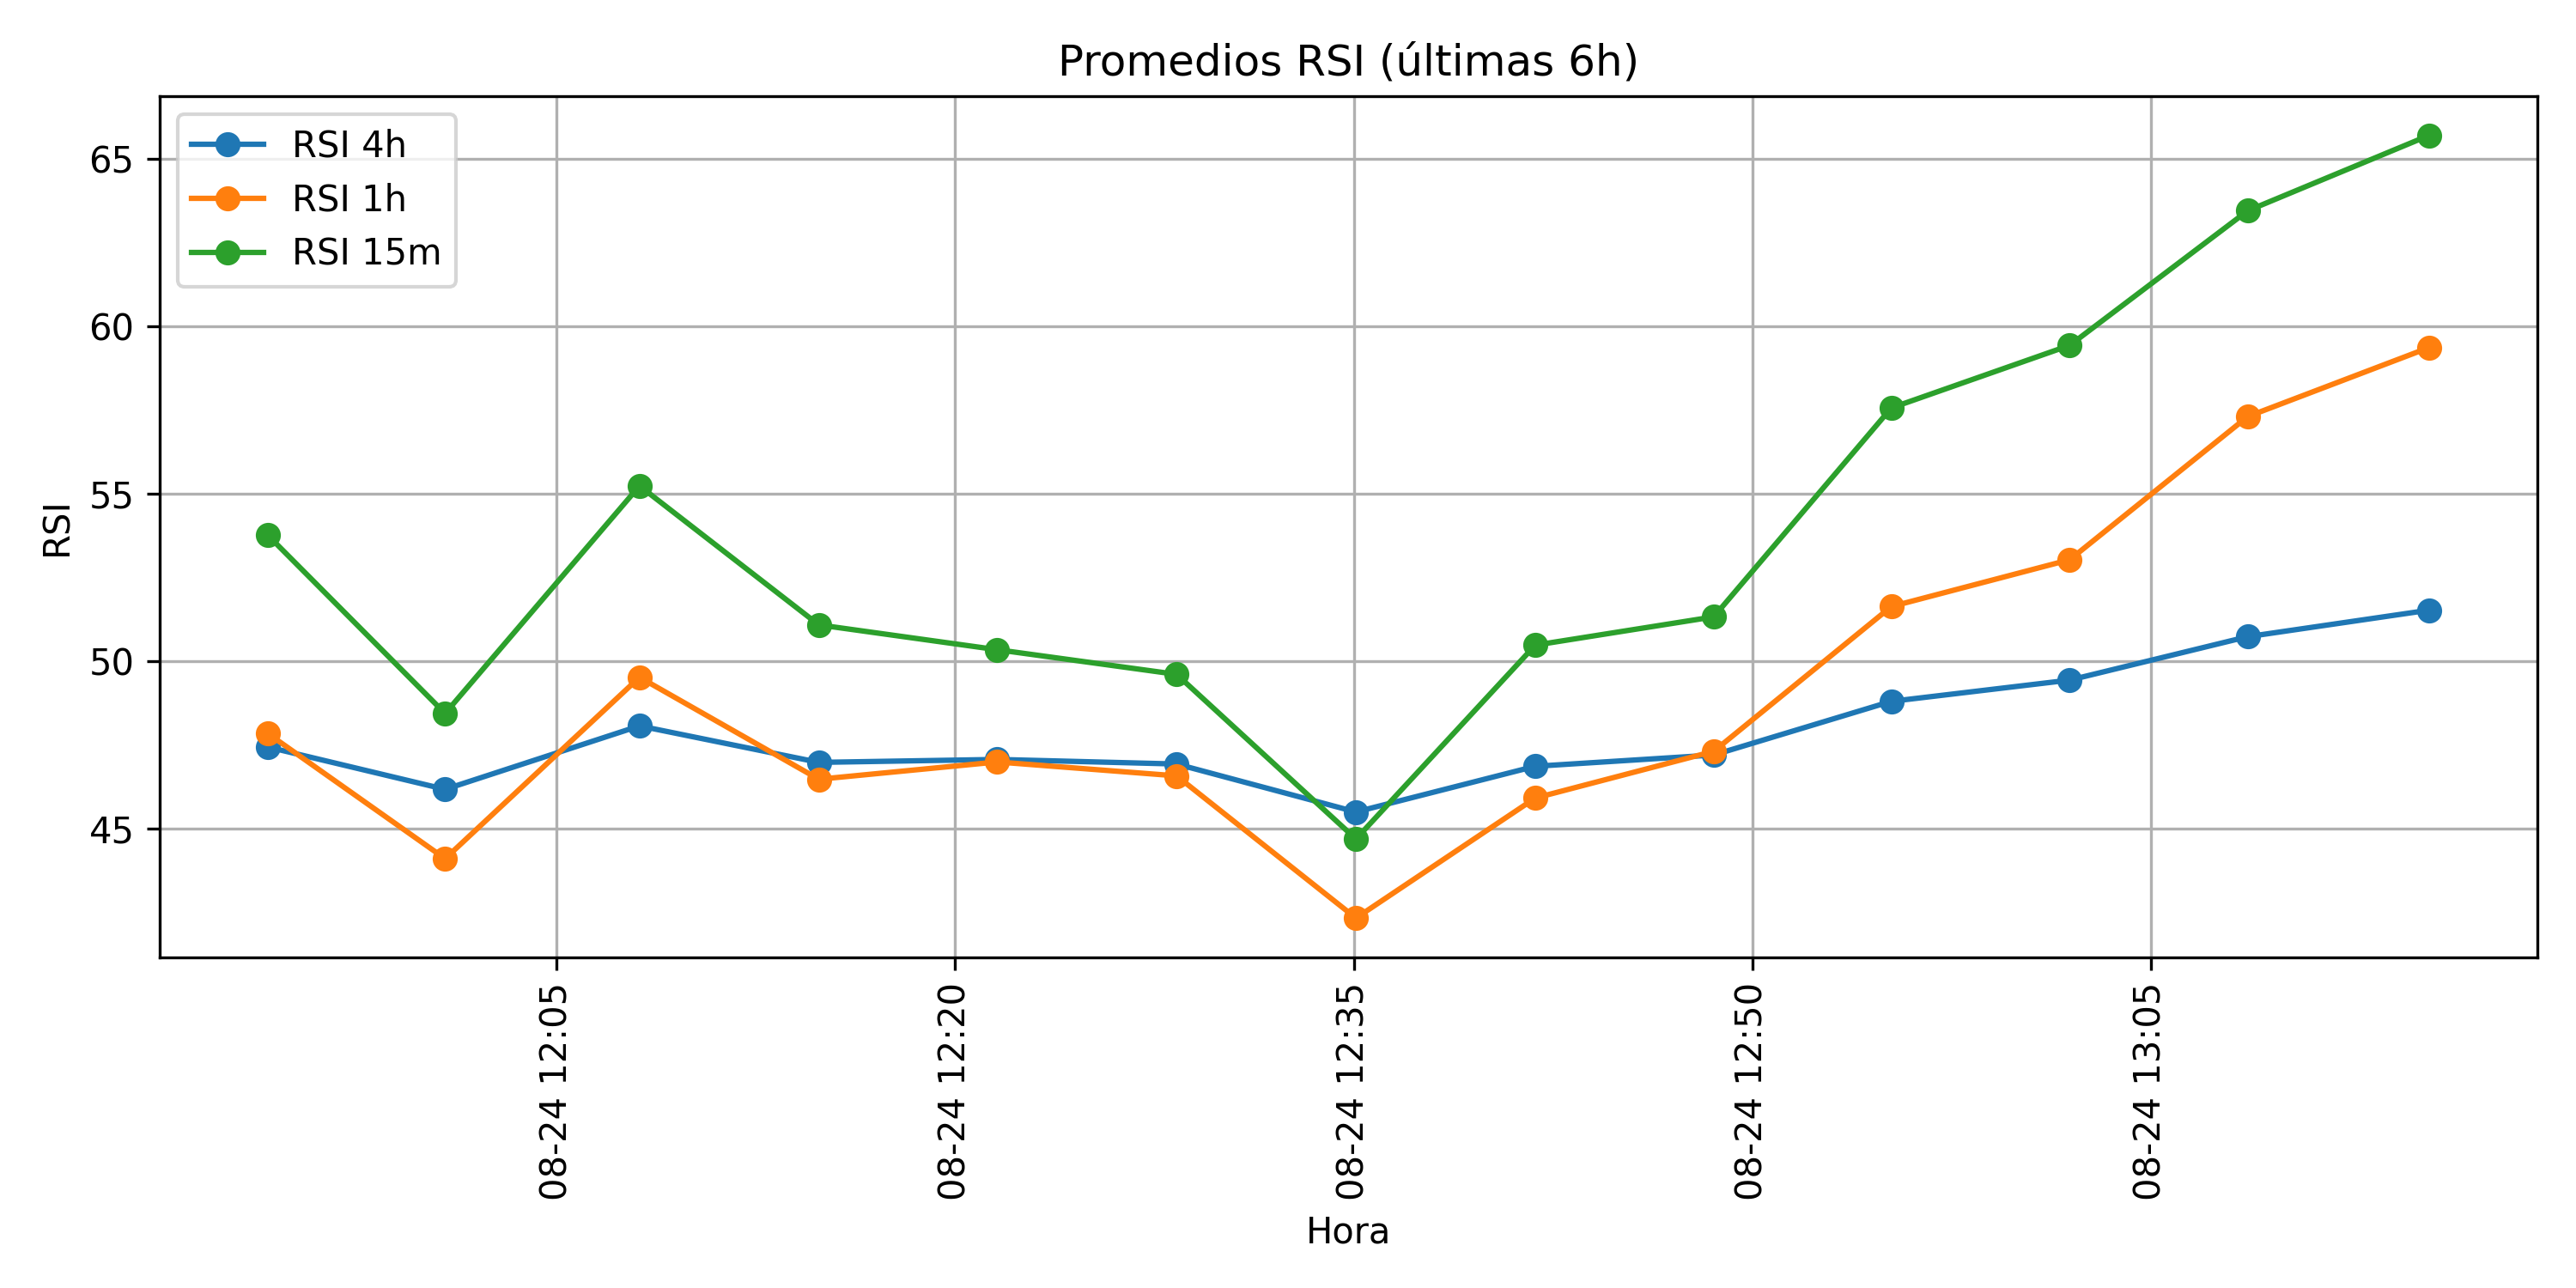 Promedios RSI (últimas 6h)
RSI 4h
RSI 1h
RSI 15m
65
60
55
50
45
RSI
08-24 12:05
08-24 12:20
08-24 12:35
08-24 12:50
08-24 13:05
Hora